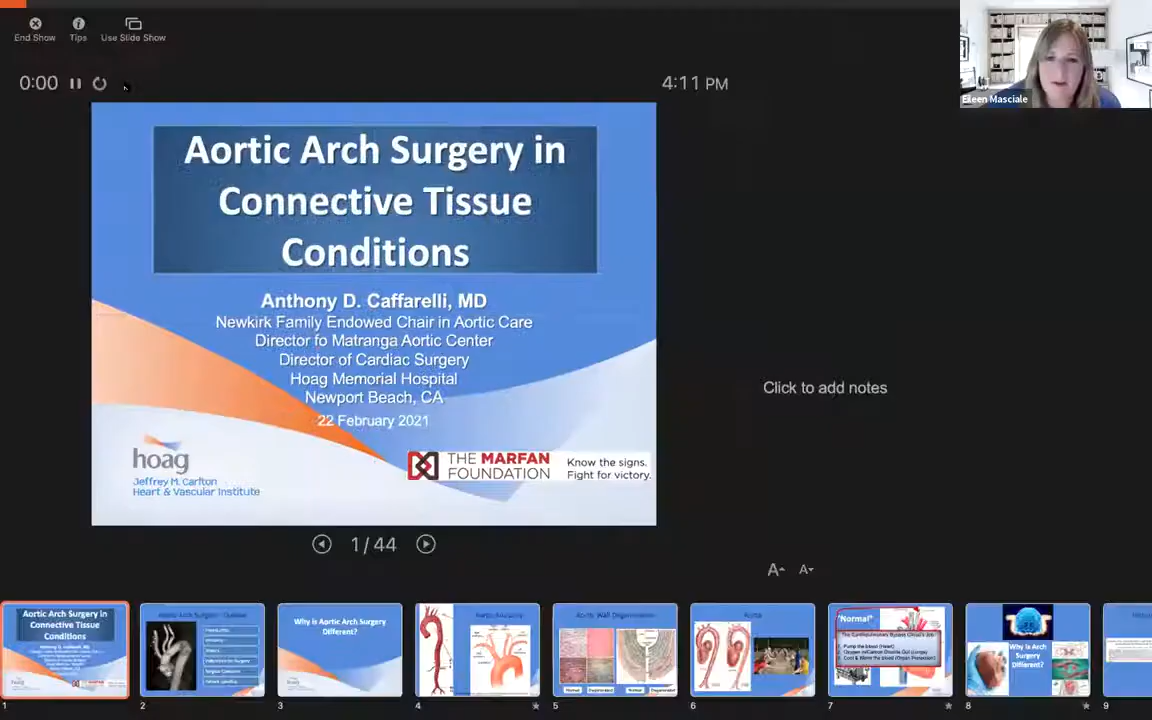 End Show
Tips
Use Slide Show
0:00
4:11 PM
Eileen Masciale
Aortic Arch Surgery in
Connective Tissue
Conditions
Anthony D. Caffarelli, MD
Newkirk Family Endowed Chair in Aortic Care
Director fo Matranga Aortic Center
Director of Cardiac Surgery
Hoag Memorial Hospital
Newport Beach, CA
22 February 2021
hoag
Jeffrey M. Carlton
Heart & Vascular Institute
THE MARFAN
FOUNDATION
Know the signs.
Fight for victory.
Click to add notes
1 / 44
A
A
Aortic Arch Surgery in
Connective Tissue
Conditions
Why is Aortic Arch Surgery
Different?
Aortic Wall Degeneration
Aorta
"Normal"
Why is Arch
Surgery
Different?
1
2
3
4
5
6
7
8
9